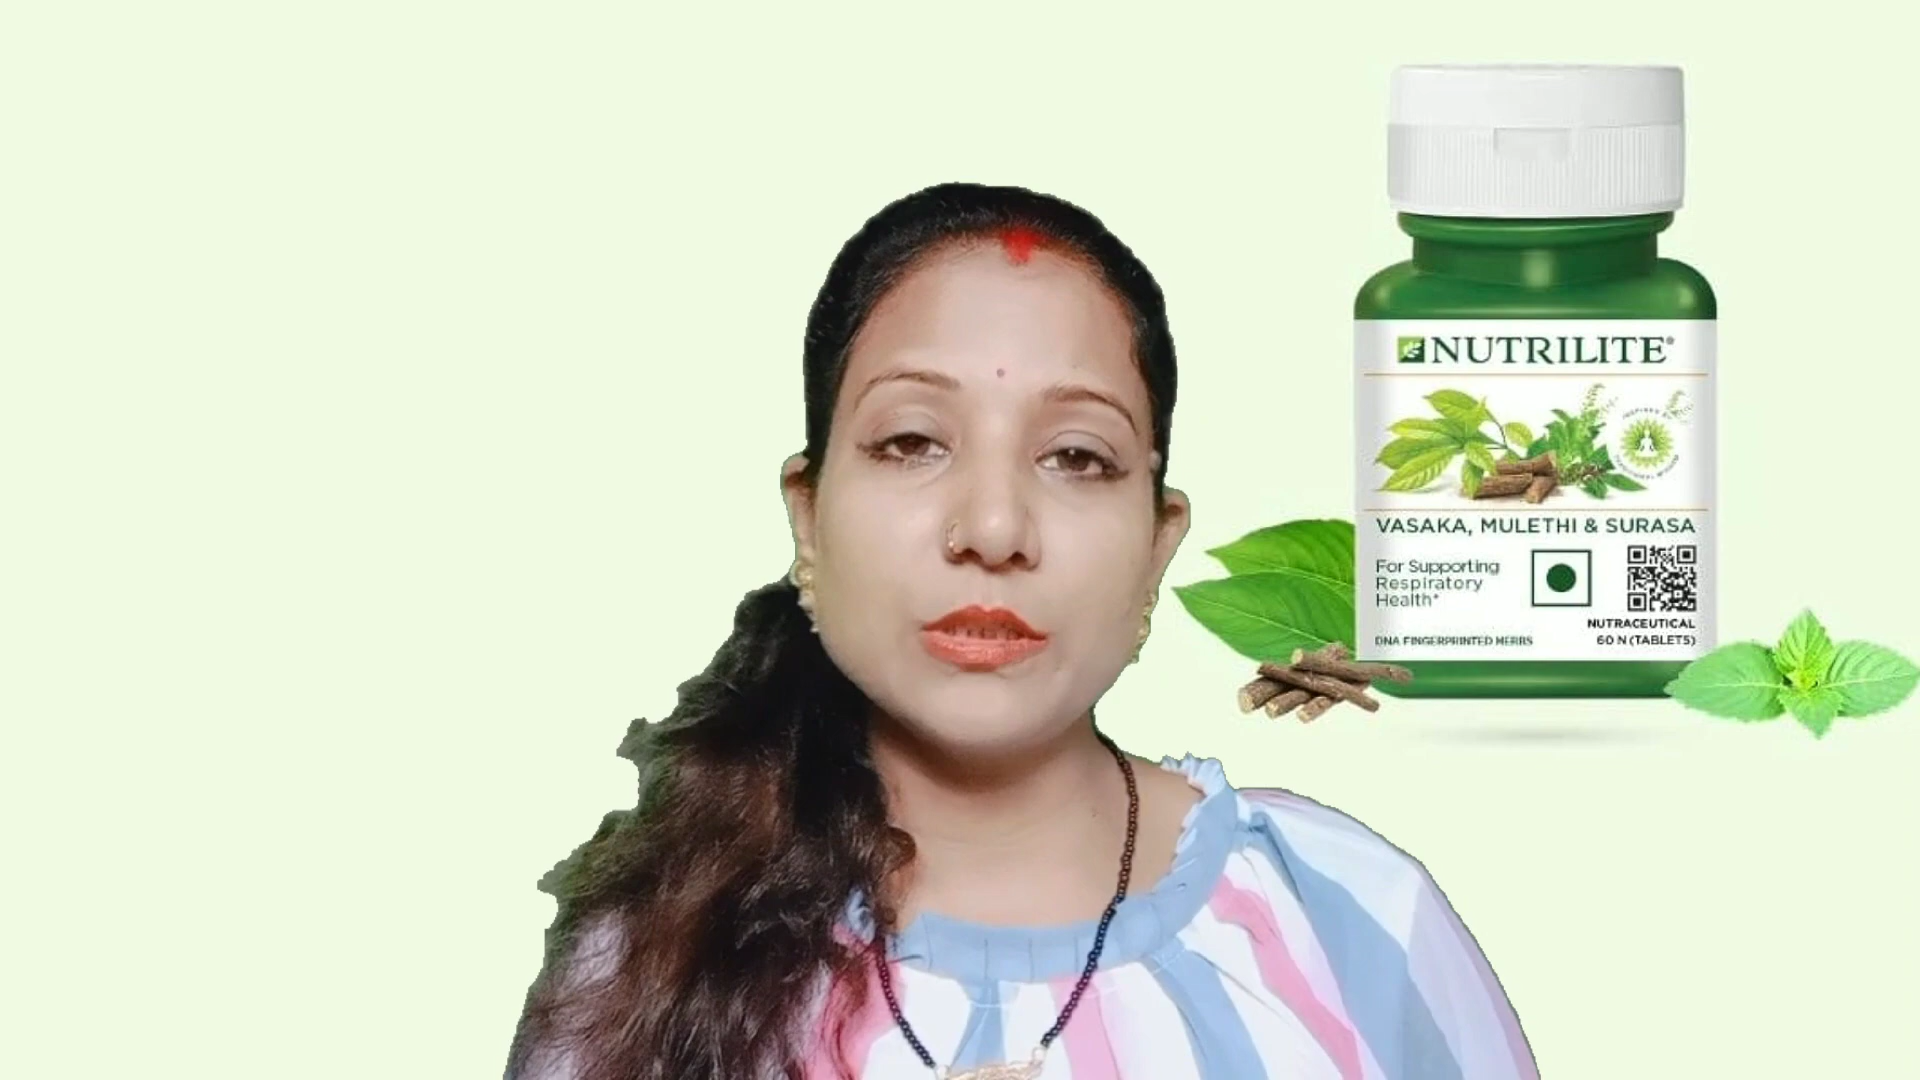 NUTRILITE®
VASAKA, MULETHI & SURASA
For Supporting
Respiratory
Health*
NUTRACEUTICAL
DNA FINGERPRINTED HERBS
60 N (TABLETS)